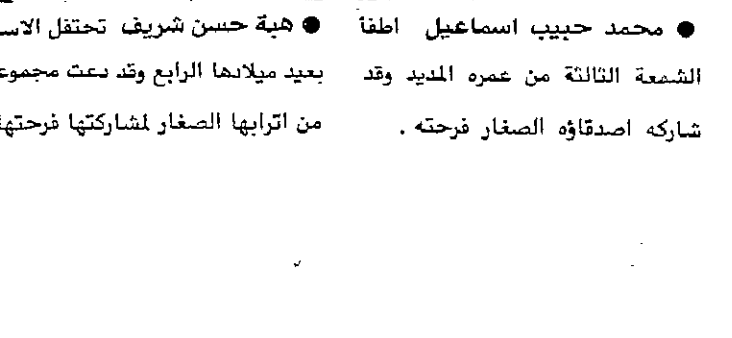 ● محمد حبيب اسماعيل اطفأ
الشمعة الثالثة من عمره المديد وقد
شاركه اصدقاؤه الصغار فرحته .
● هبة حسن شريف تحتفل
بعيد ميلادها الرابع وقد دعت
من اترابها الصغار لمشاركتها فرحتها